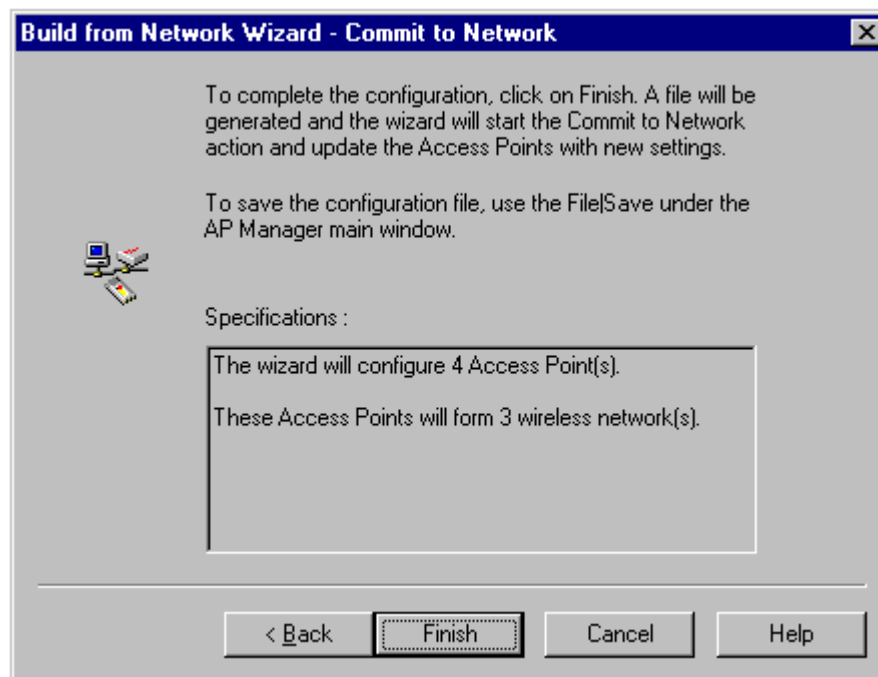 Build from Network Wizard - Commit to Network
To complete the configuration, click on Finish. A file will be
generated and the wizard will start the Commit to Network
action and update the Access Points with new settings.
To save the configuration file, use the File|Save under the
AP Manager main window.
Specifications :
The wizard will configure 4 Access Point(s).
These Access Points will form 3 wireless network(s).
< Back
Finish
Cancel
Help